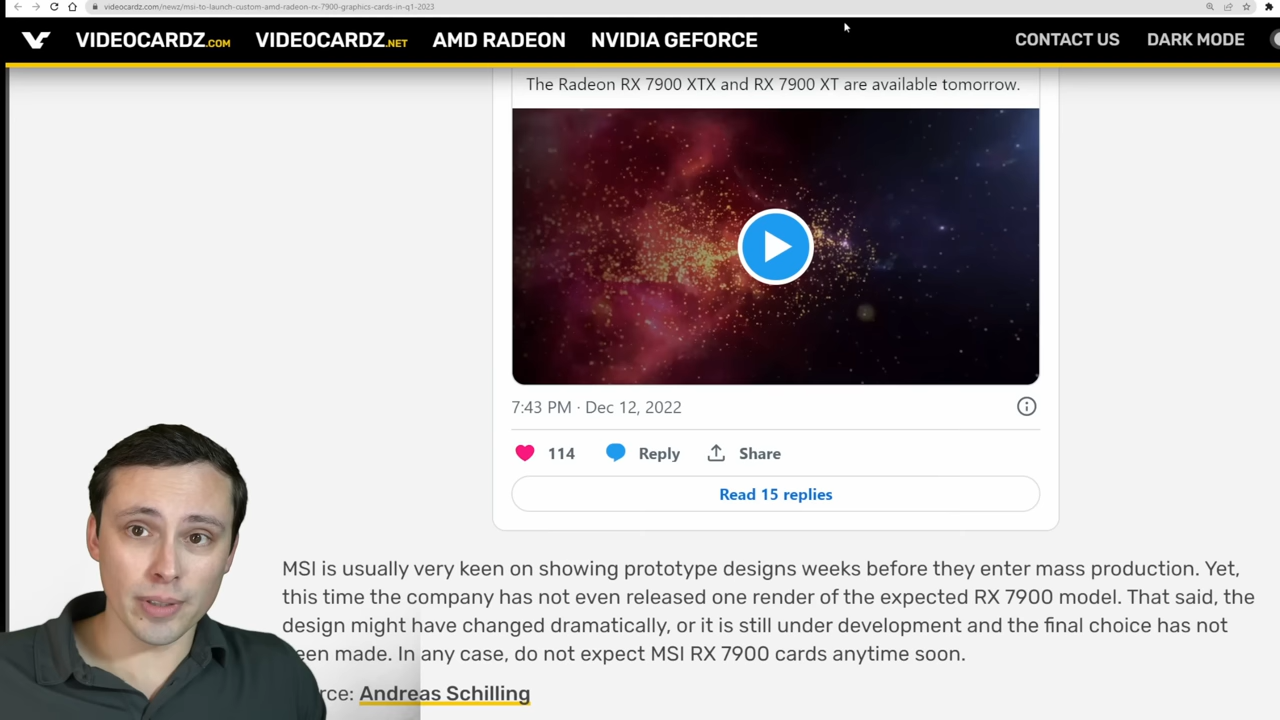 videocardz.com/newz/msi-to-launch-custom-amd-radeon-rx-7900-graphics-cards-in-q1-2023
VIDEOCARDZ.COM VIDEOCARDZ.NET AMD RADEON NVIDIA GEFORCE CONTACT US DARK MODE
The Radeon RX 7900 XTX and RX 7900 XT are available tomorrow.
7:43 PM · Dec 12, 2022
114 Reply Share
Read 15 replies
MSI is usually very keen on showing prototype designs weeks before they enter mass production. Yet,
this time the company has not even released one render of the expected RX 7900 model. That said, the
design might have changed dramatically, or it is still under development and the final choice has not
een made. In any case, do not expect MSI RX 7900 cards anytime soon.
rce: Andreas Schilling